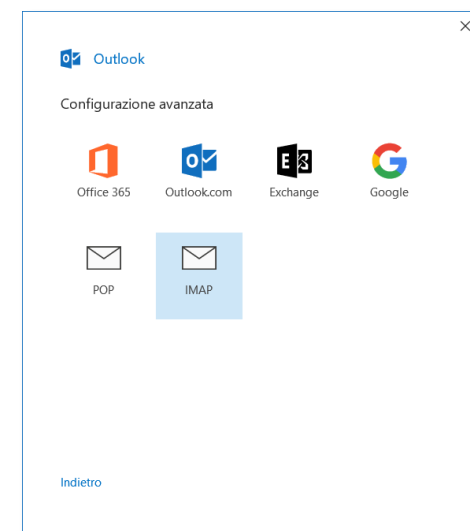 Outlook
Configurazione avanzata
Office 365 Outlook.com Exchange Google
POP IMAP
Indietro